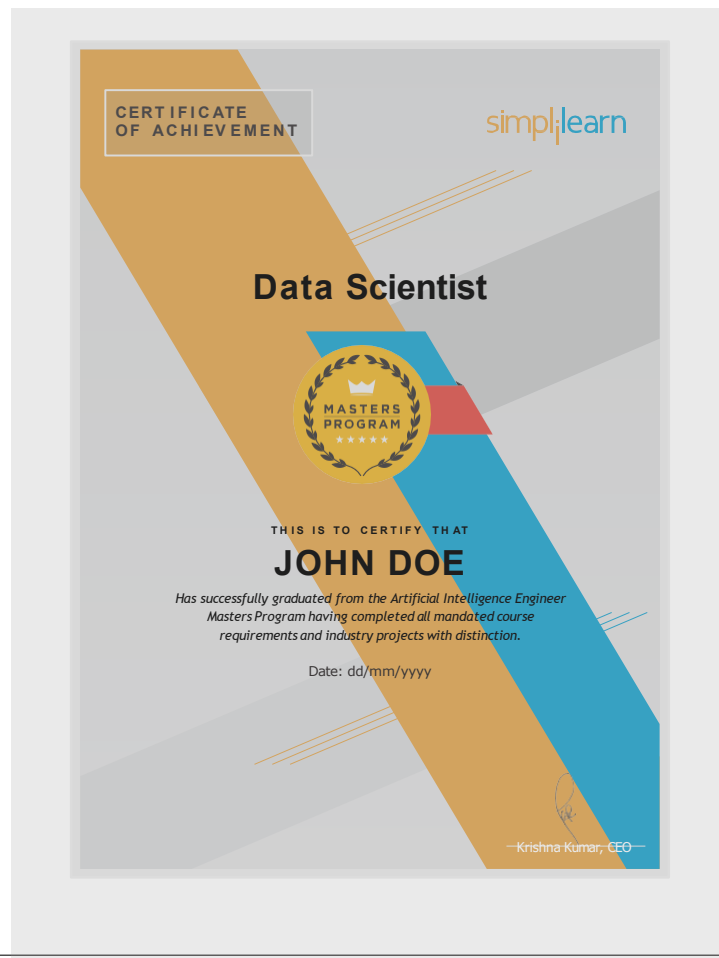 CERTIFICATE
OF ACHIEVEMENT
simplilearn
Data Scientist
MASTERS
PROGRAM
THIS IS TO CERTIFY THAT
JOHN DOE
Has successfully graduated from the Artificial Intelligence Engineer
Masters Program having completed all mandated course
requirements and industry projects with distinction.
Date: dd/mm/yyyy
Krishna Kumar, CEO